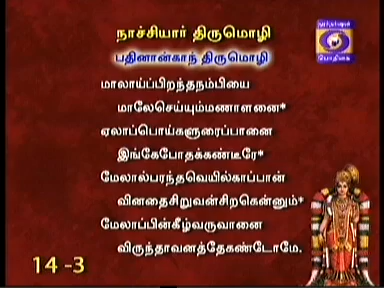 நாச்சியார் திருமொழி
பதினான்காந் திருமொழி
மாலாய்ப்பிறந்தநம்பியை
மாலேசெய்யும்மணாளனை*
ஏலாப்பொய்களுரைப்பானை
இங்கேபோதக்கண்டீரே*
மேலால்பரந்தவெயில்காப்பான்
வினதைசிறுவன்சிறகென்னும்*
மேலாப்பின்கீழ்வருவானை
விருந்தாவனத்தேகண்டோமே.
14 -3
பொதிகை